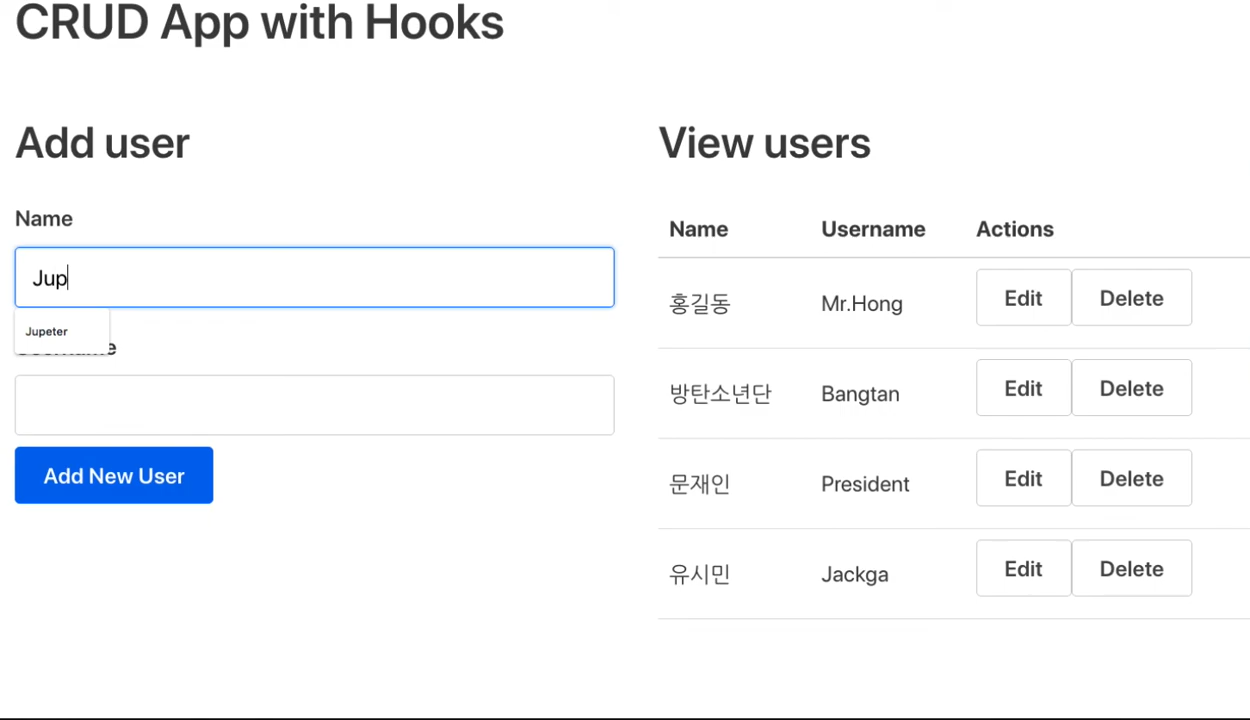 CRUD App with Hooks
Add user
Name
Jup
Jupeter
Add New User
View users
Name Username Actions
홍길동 Mr.Hong Edit Delete
방탄소년단 Bangtan Edit Delete
문재인 President Edit Delete
유시민 Jackga Edit Delete